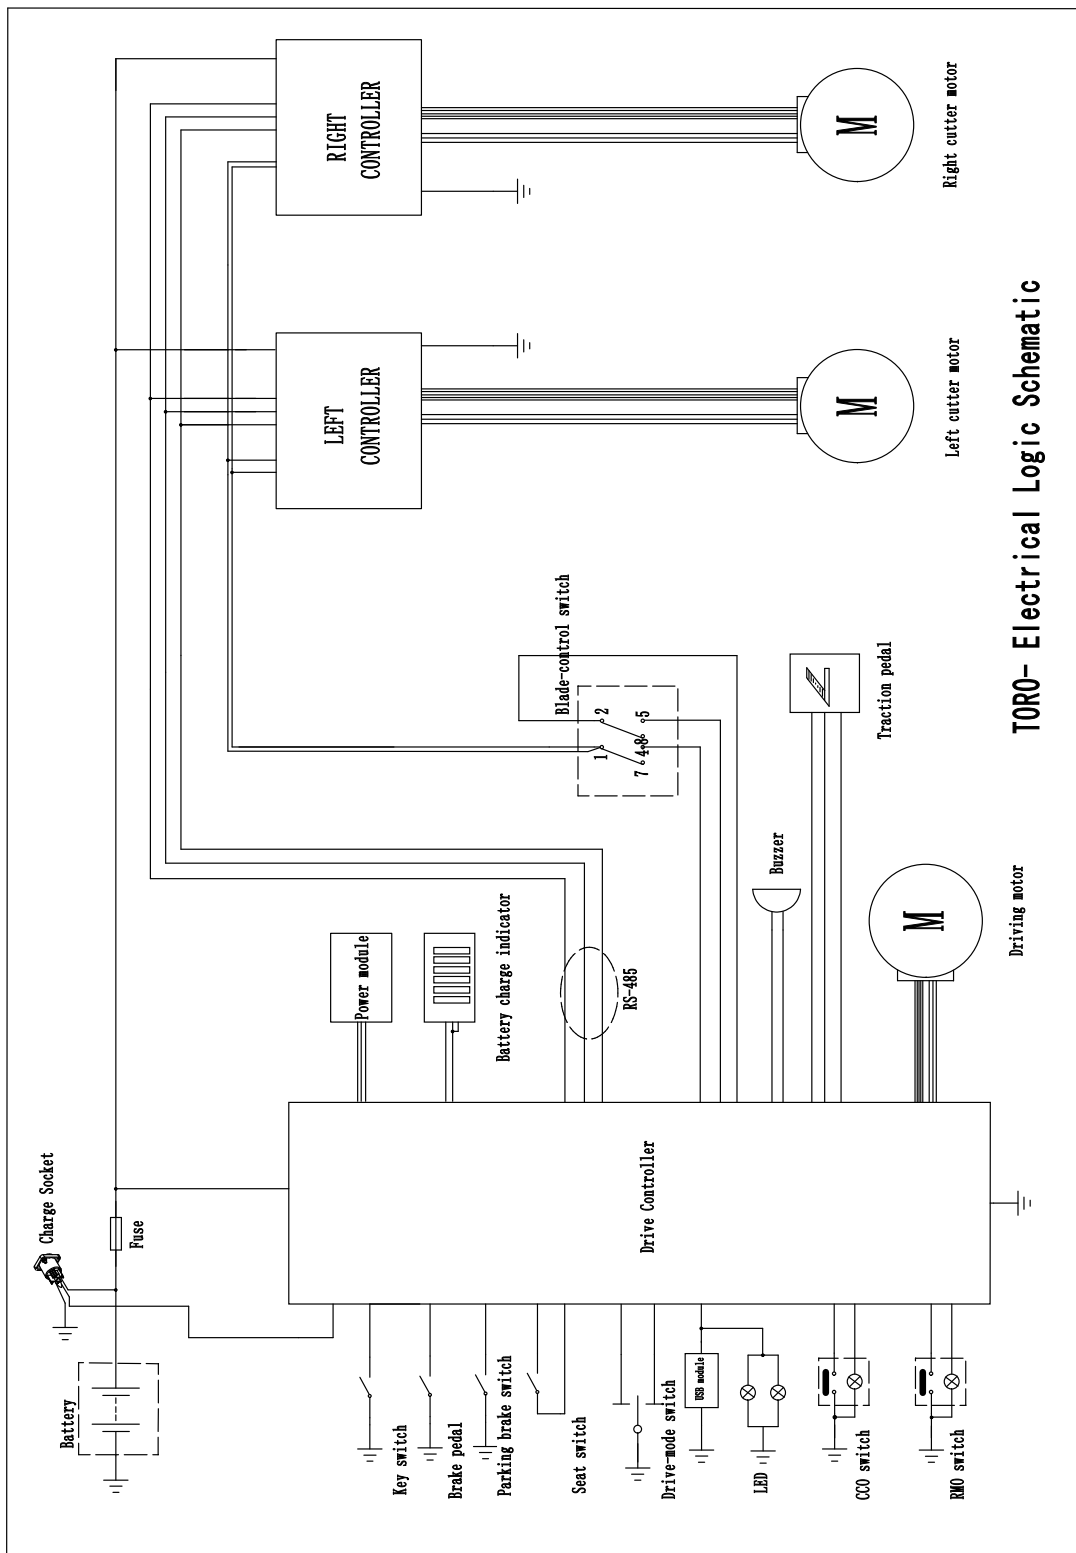 TORO- Electrical Logic Schematic
Battery
Charge Socket
Fuse
Key switch
Brake pedal
Parking brake switch
Seat switch
Drive-mode switch
USB module
LED
CCO switch
RMO switch
Drive Controller
Power module
Battery charge indicator
RS-485
Buzzer
Traction pedal
M
Driving motor
Blade-control switch
1
2
7
4
8
5
LEFT
CONTROLLER
M
Left cutter motor
RIGHT
CONTROLLER
M
Right cutter motor